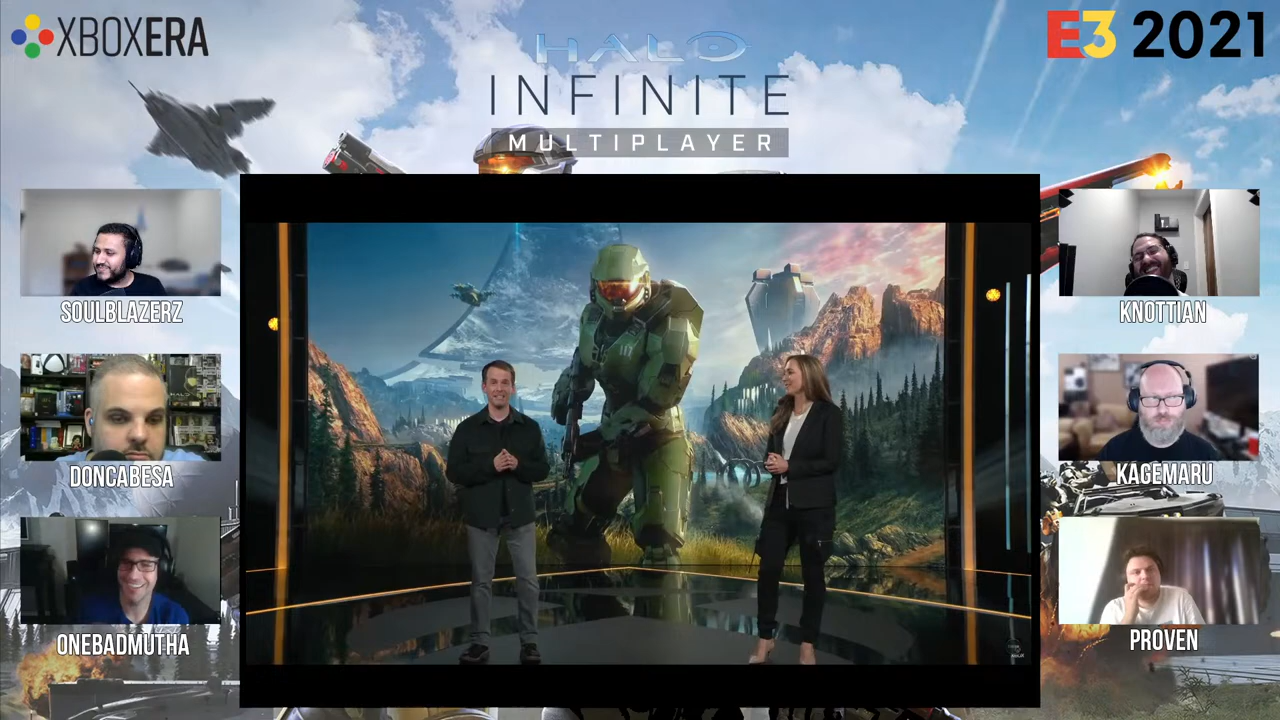 XBOXERA
E3 2021
HALO
INFINITE
MULTIPLAYER
SOULBLAZERZ
KNOTTIAN
DONCABESA
KAGEMARU
ONEBADMUTHA
PROVEN